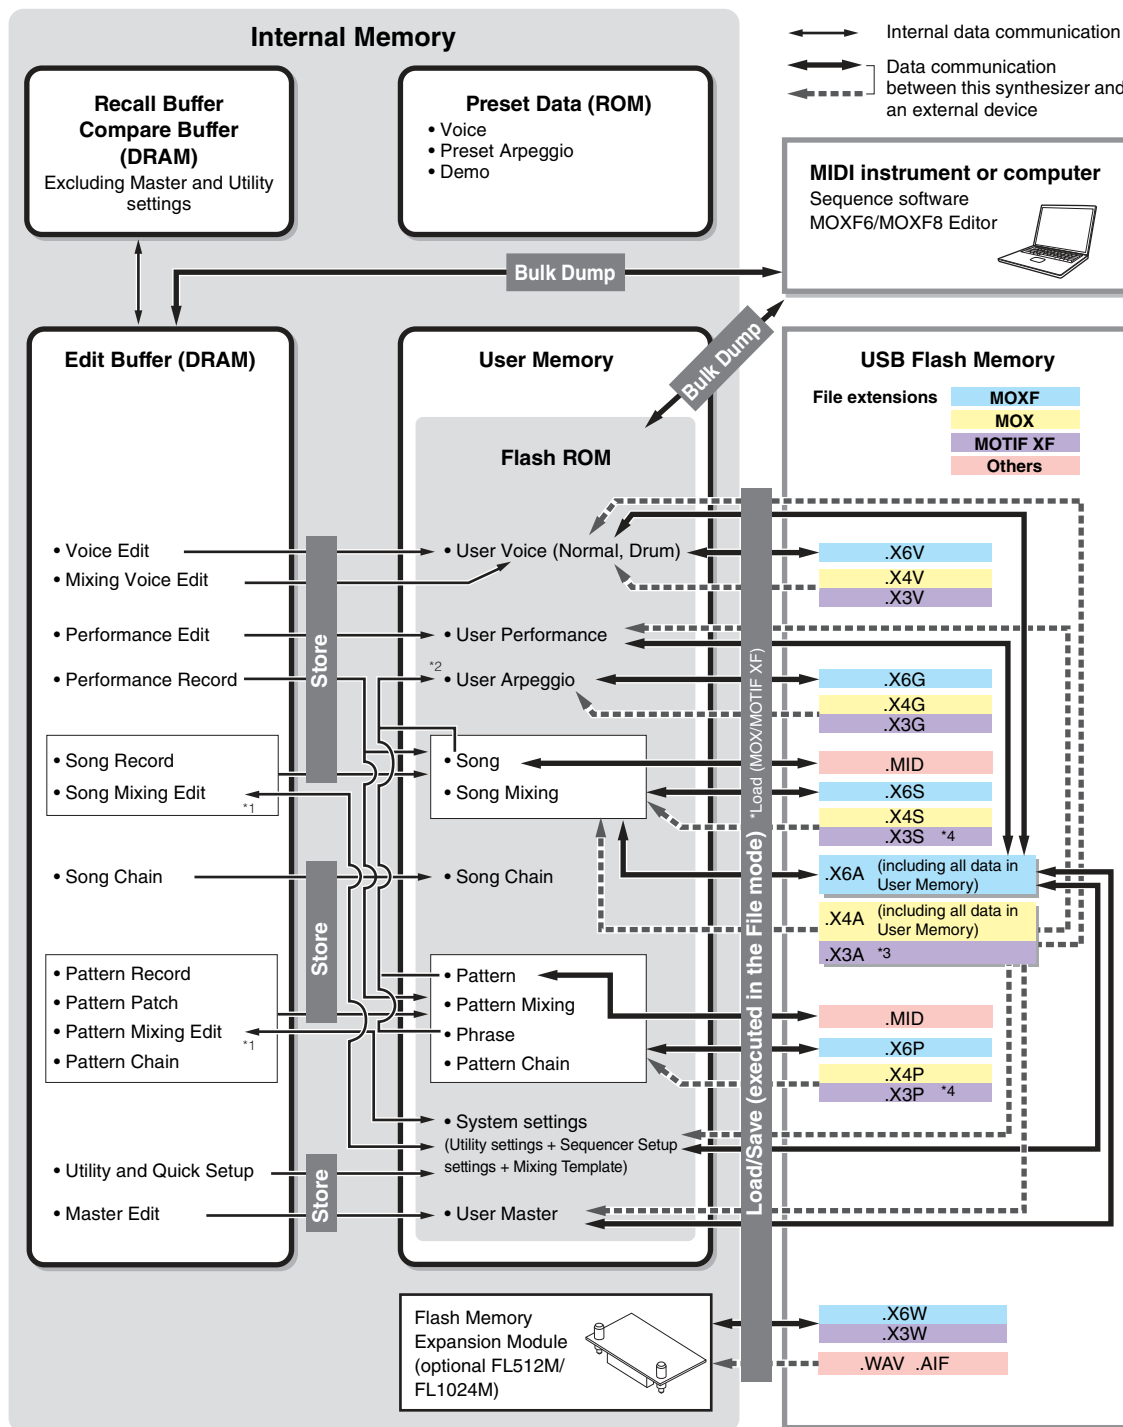 Internal Memory
Internal data communication
Data communication
between this synthesizer and
an external device
Recall Buffer
Compare Buffer
(DRAM)
Excluding Master and Utility
settings
Preset Data (ROM)
• Voice
• Preset Arpeggio
• Demo
MIDI instrument or computer
Sequence software
MOXF6/MOXF8 Editor
Bulk Dump
Bulk Dump
Edit Buffer (DRAM)
• Voice Edit
• Mixing Voice Edit
• Performance Edit
• Performance Record
• Song Record
• Song Mixing Edit
*1
• Song Chain
• Pattern Record
• Pattern Patch
• Pattern Mixing Edit
*1
• Pattern Chain
• Utility and Quick Setup
• Master Edit
Store
Store
Store
User Memory
Flash ROM
• User Voice (Normal, Drum)
• User Performance
*2
• User Arpeggio
• Song
• Song Mixing
• Song Chain
• Pattern
• Pattern Mixing
• Phrase
• Pattern Chain
• System settings
(Utility settings + Sequencer Setup
settings + Mixing Template)
• User Master
Load/Save (executed in the File mode) *Load (MOX/MOTIF XF)
USB Flash Memory
File extensions
MOXF
MOX
MOTIF XF
Others
.X6V
.X4V
.X3V
.X6G
.X4G
.X3G
.MID
.X6S
.X4S
.X3S *4
.X6A (including all data in
User Memory)
.X4A (including all data in
User Memory)
.X3A *3
.MID
.X6P
.X4P
.X3P *4
Flash Memory
Expansion Module
(optional FL512M/
FL1024M)
.X6W
.X3W
.WAV .AIF